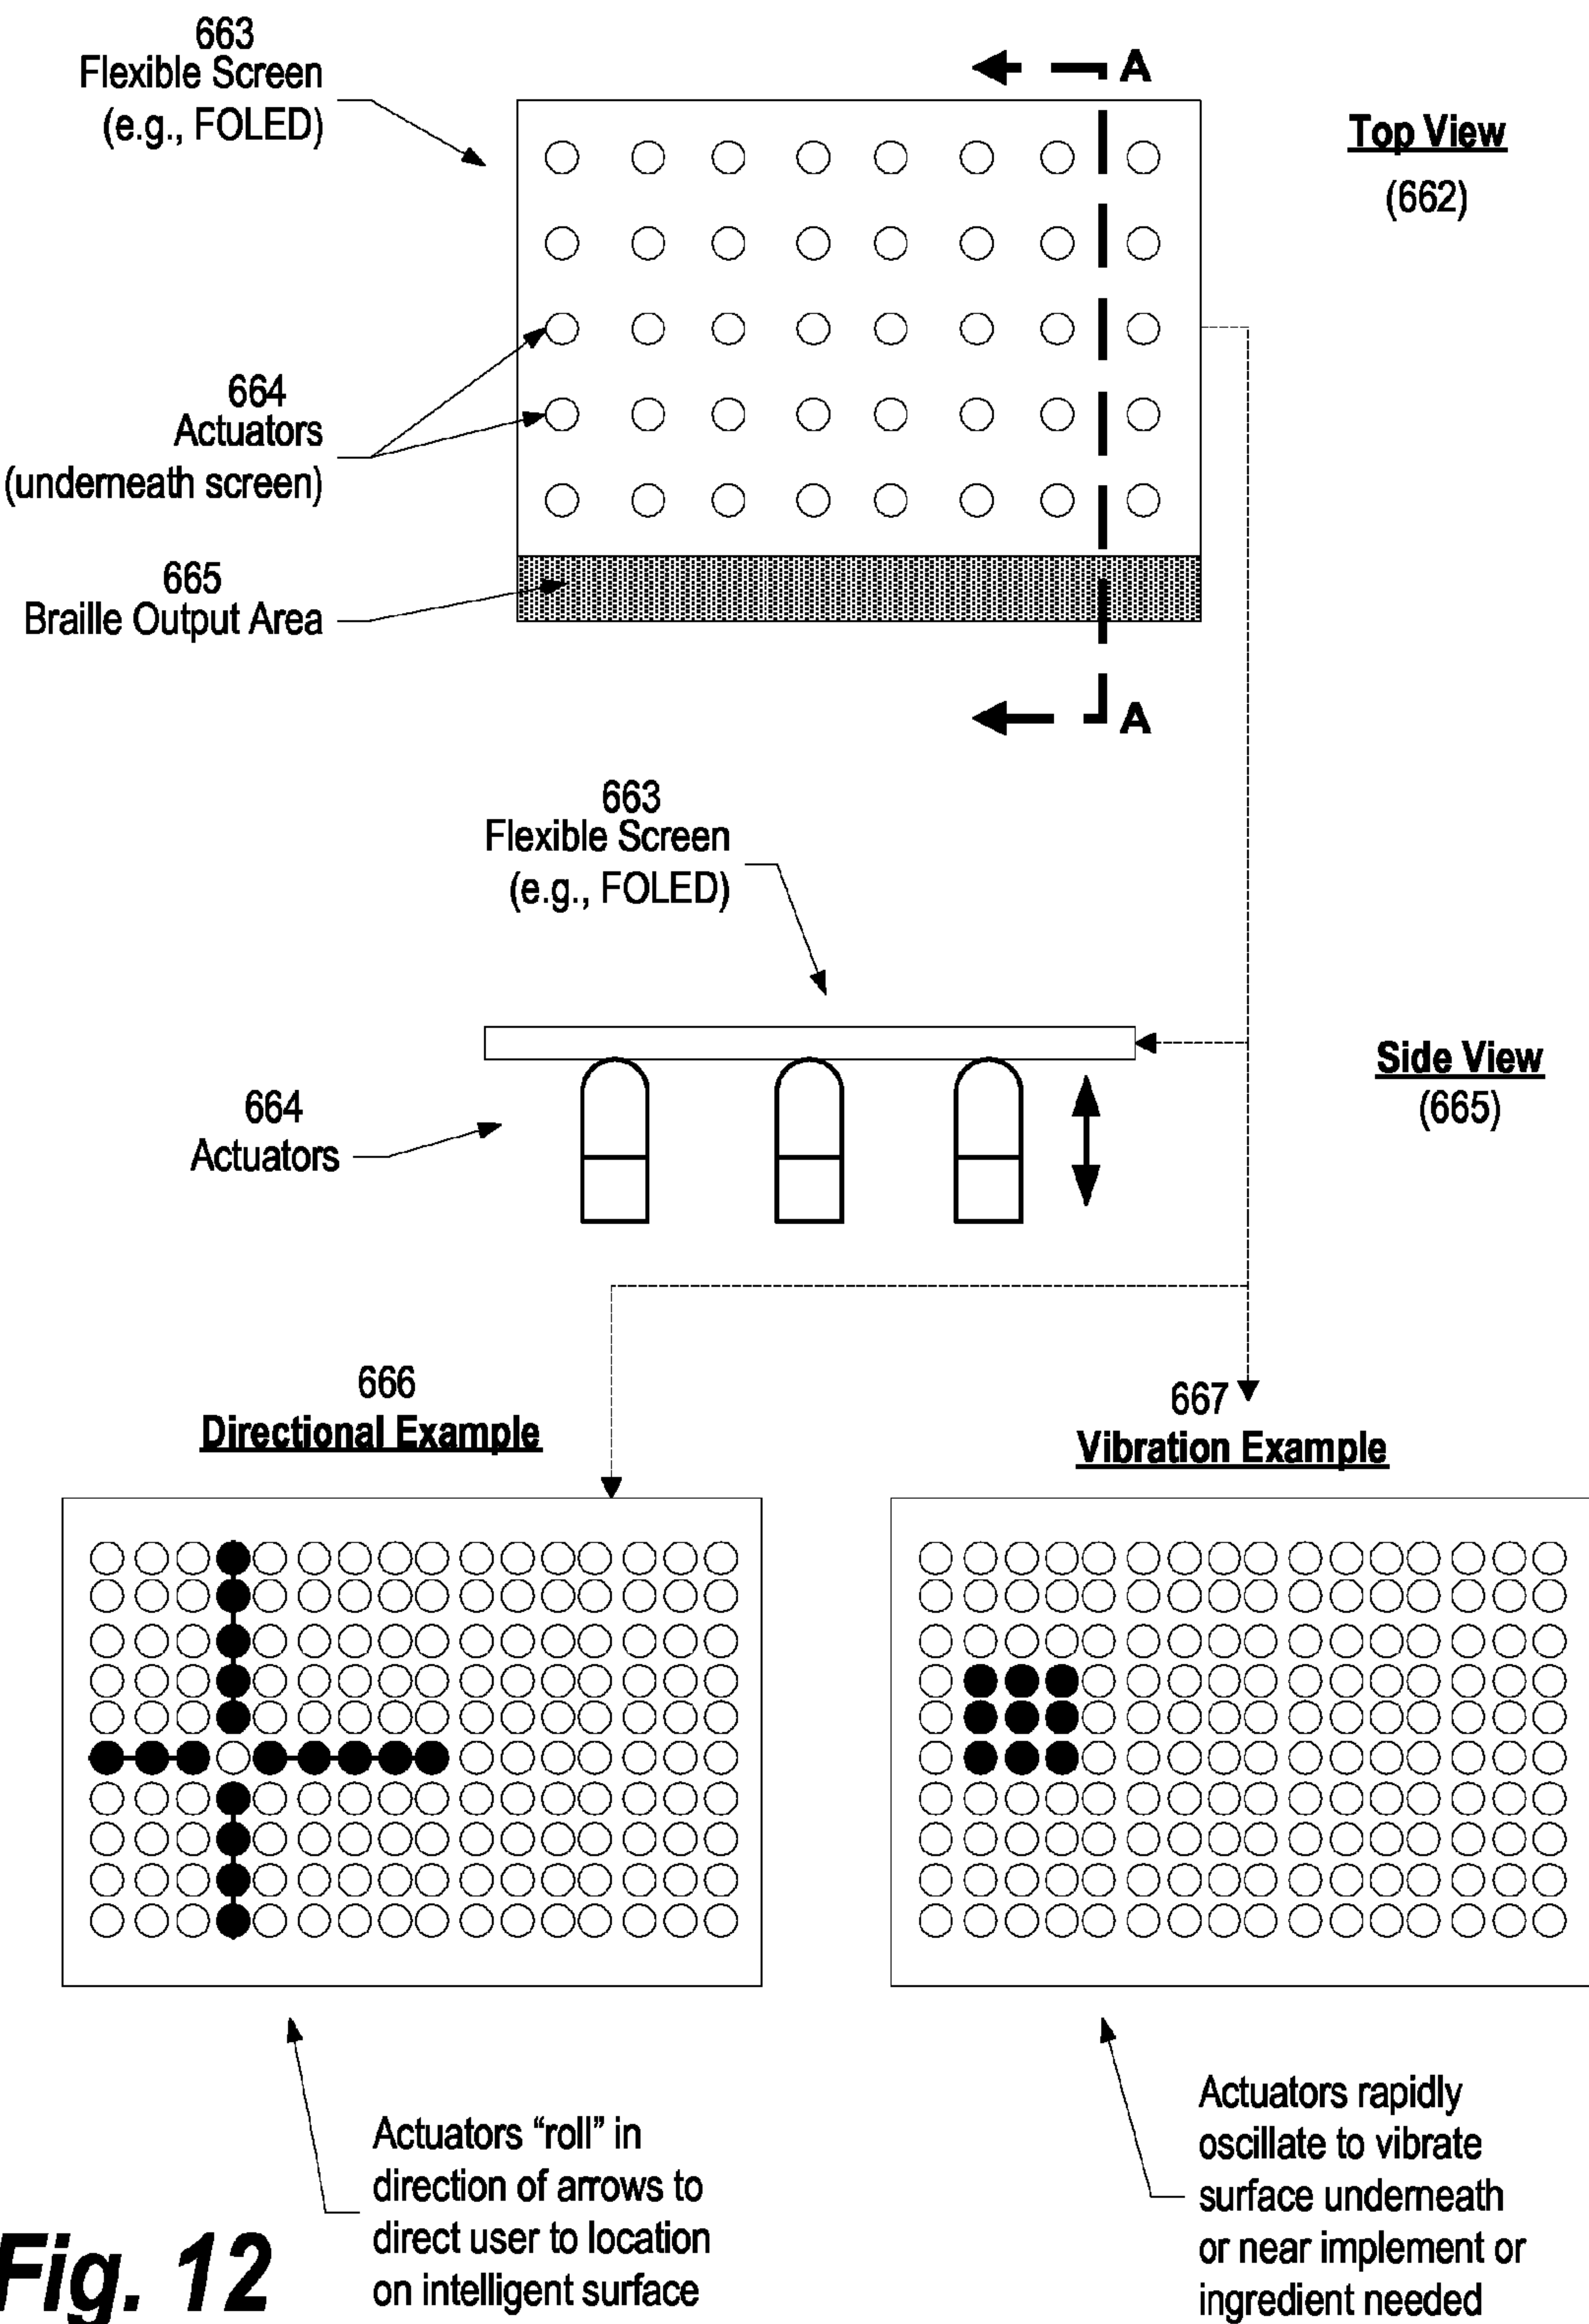 663
Flexible Screen
(e.g., FOLED)
A
Top View
(662)
664
Actuators
(underneath screen)
665
Braille Output Area
A
663
Flexible Screen
(e.g., FOLED)
Side View
(665)
664
Actuators
666
Directional Example
667
Vibration Example
Actuators “roll” in
direction of arrows to
direct user to location
on intelligent surface
Actuators rapidly
oscillate to vibrate
surface underneath
or near implement or
ingredient needed
Fig. 12